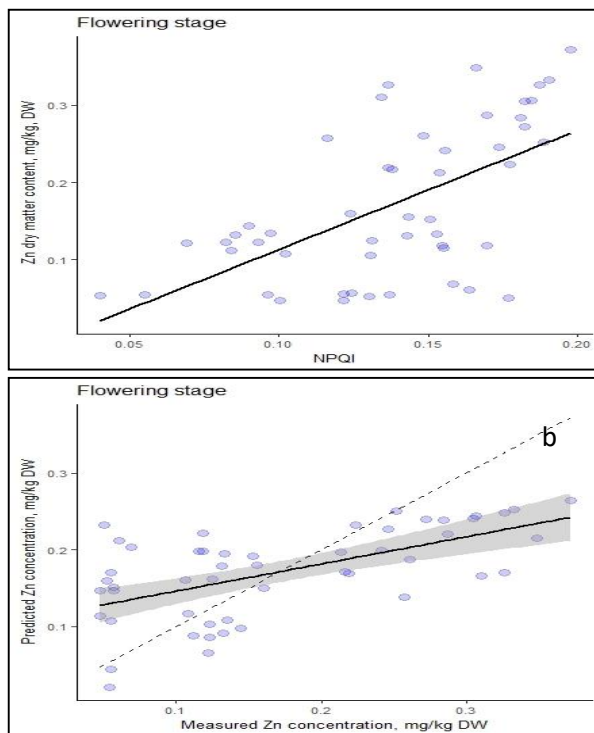 Flowering stage
Zn dry matter content, mg/kg, DW
0.3
0.2
0.1
0.05 0.10 0.15 0.20
NPQI
Flowering stage
b
Predicted Zn concentration, mg/kg DW
0.3
0.2
0.1
0.1 0.2 0.3
Measured Zn concentration, mg/kg DW